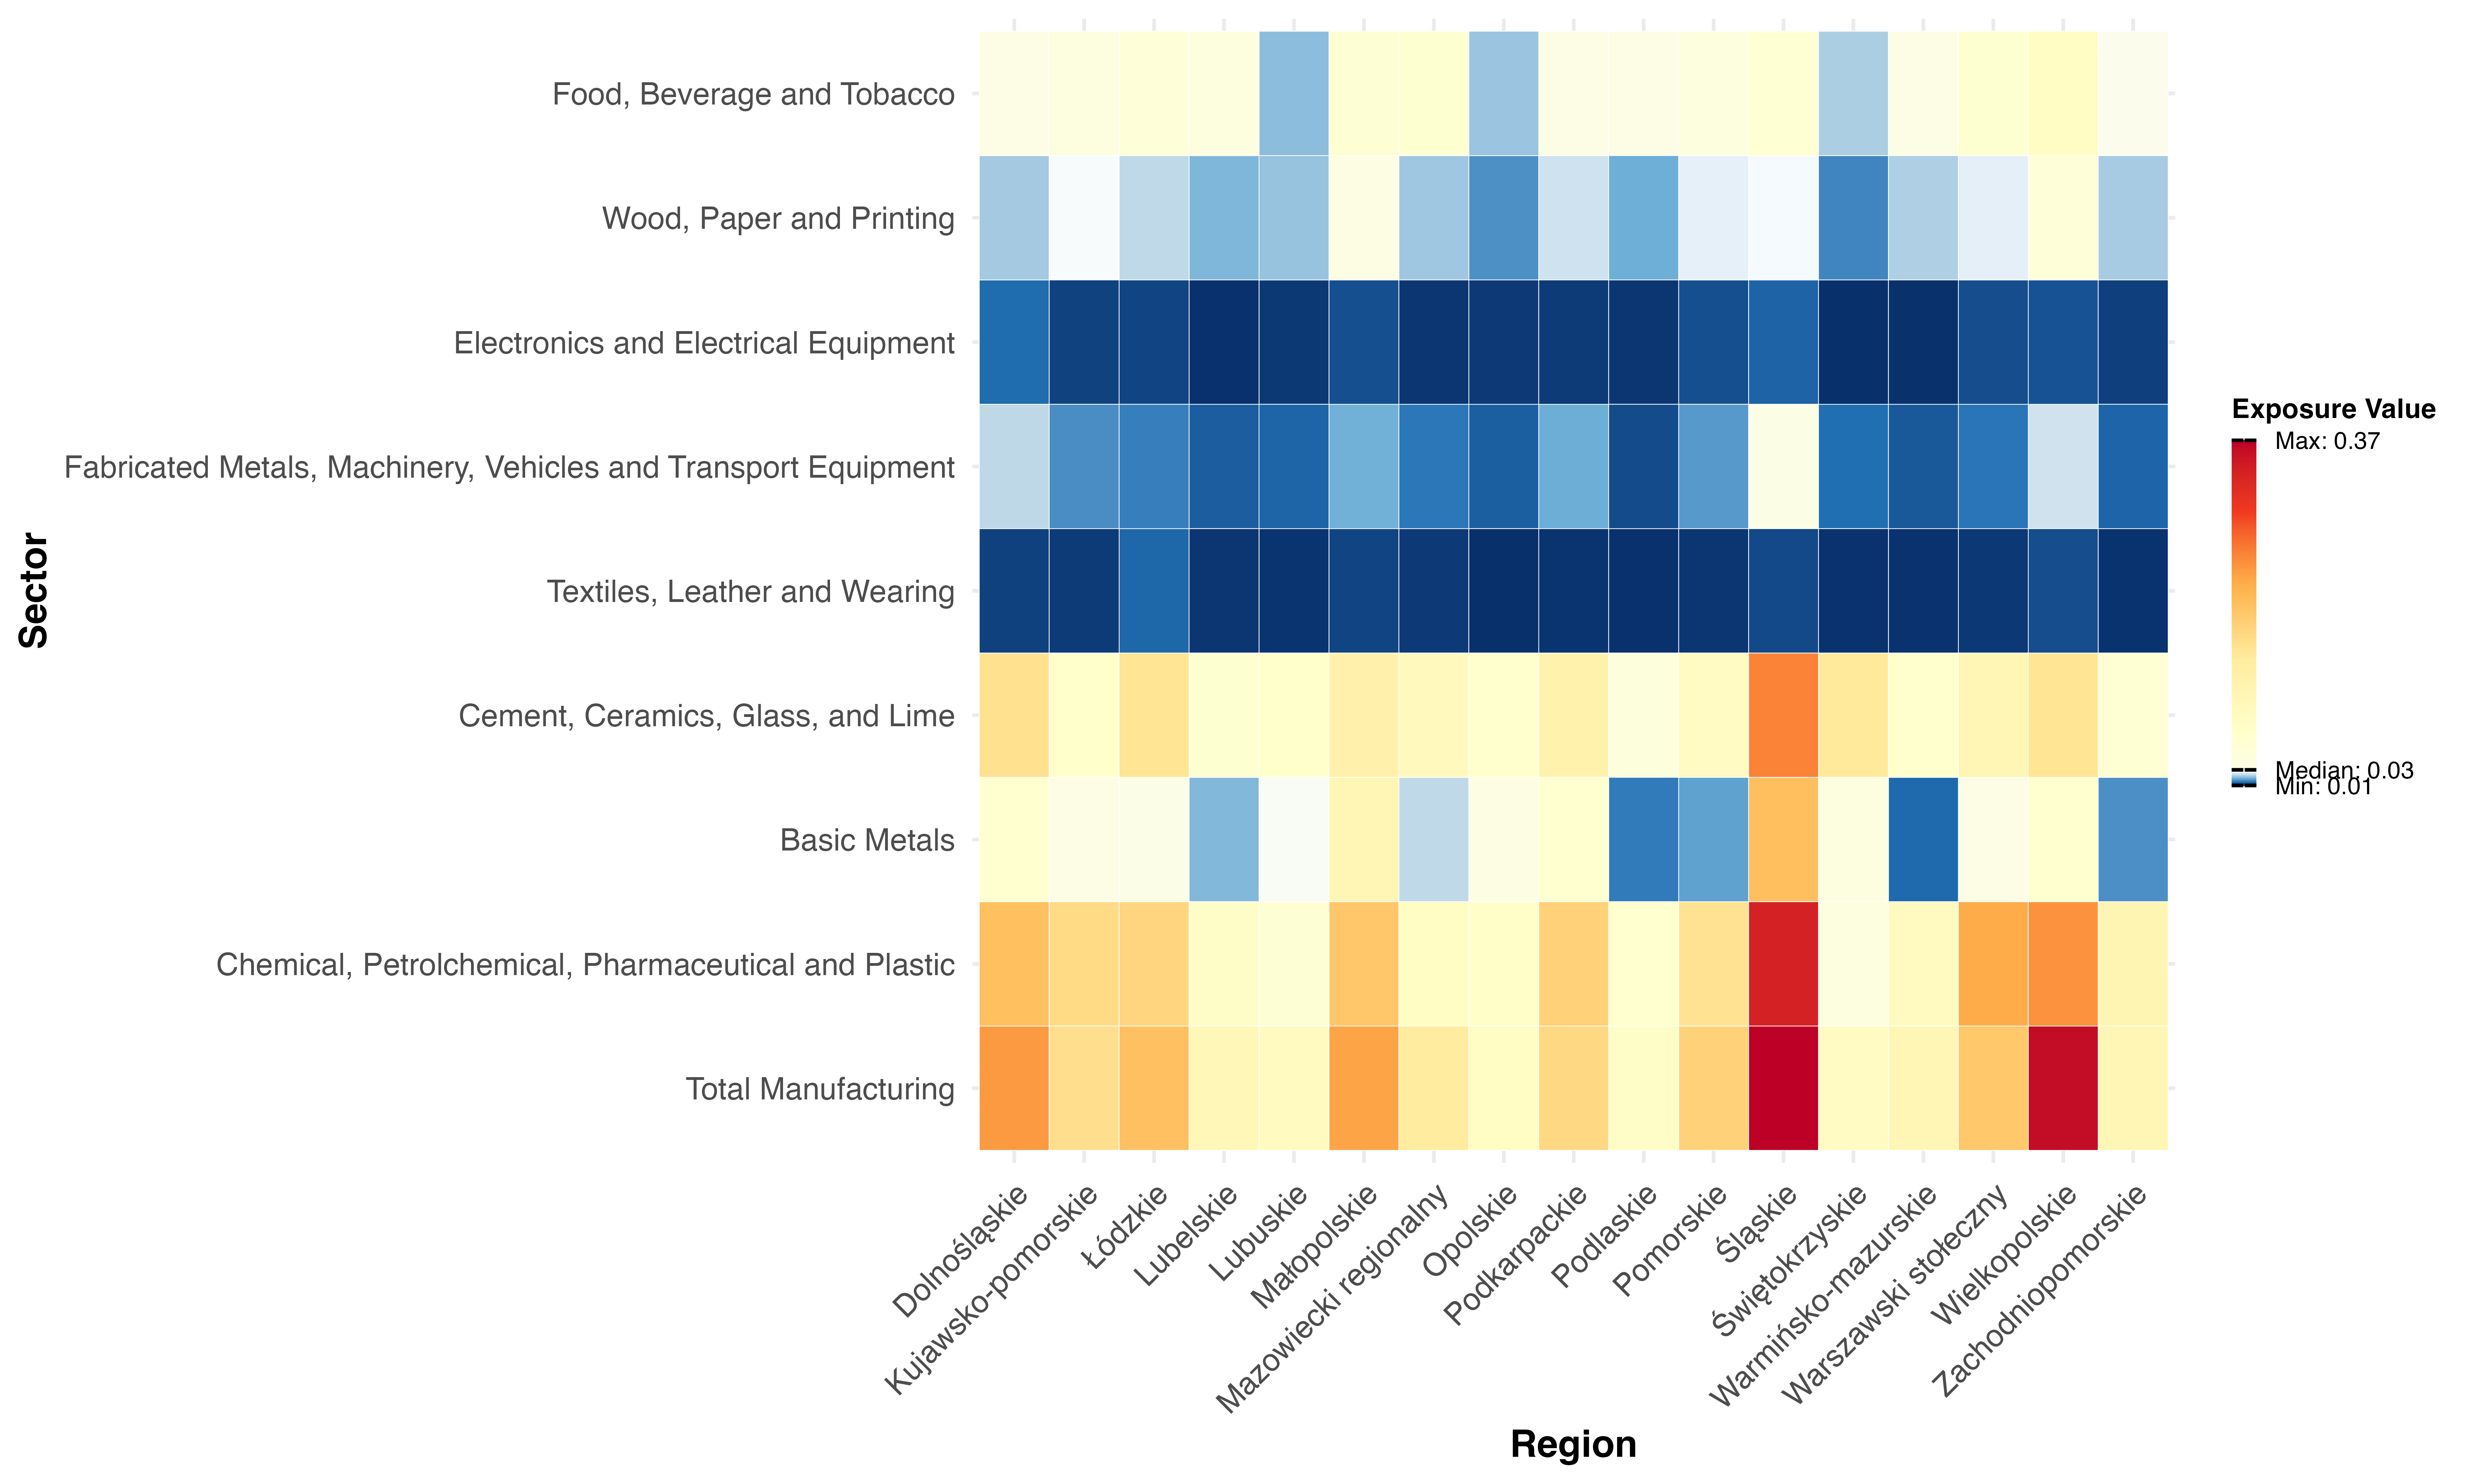 Food, Beverage and Tobacco
Wood, Paper and Printing
Electronics and Electrical Equipment
Fabricated Metals, Machinery, Vehicles and Transport Equipment
Textiles, Leather and Wearing
Cement, Ceramics, Glass, and Lime
Basic Metals
Chemical, Petrolchemical, Pharmaceutical and Plastic
Total Manufacturing
Sector
Dolnośląskie
Kujawsko-pomorskie
Łódzkie
Lubelskie
Lubuskie
Małopolskie
Mazowiecki regionalny
Opolskie
Podkarpackie
Podlaskie
Pomorskie
Śląskie
Świętokrzyskie
Warmińsko-mazurskie
Warszawski stołeczny
Wielkopolskie
Zachodniopomorskie
Region
Exposure Value
Max: 0.37
Median: 0.03
Min: 0.01